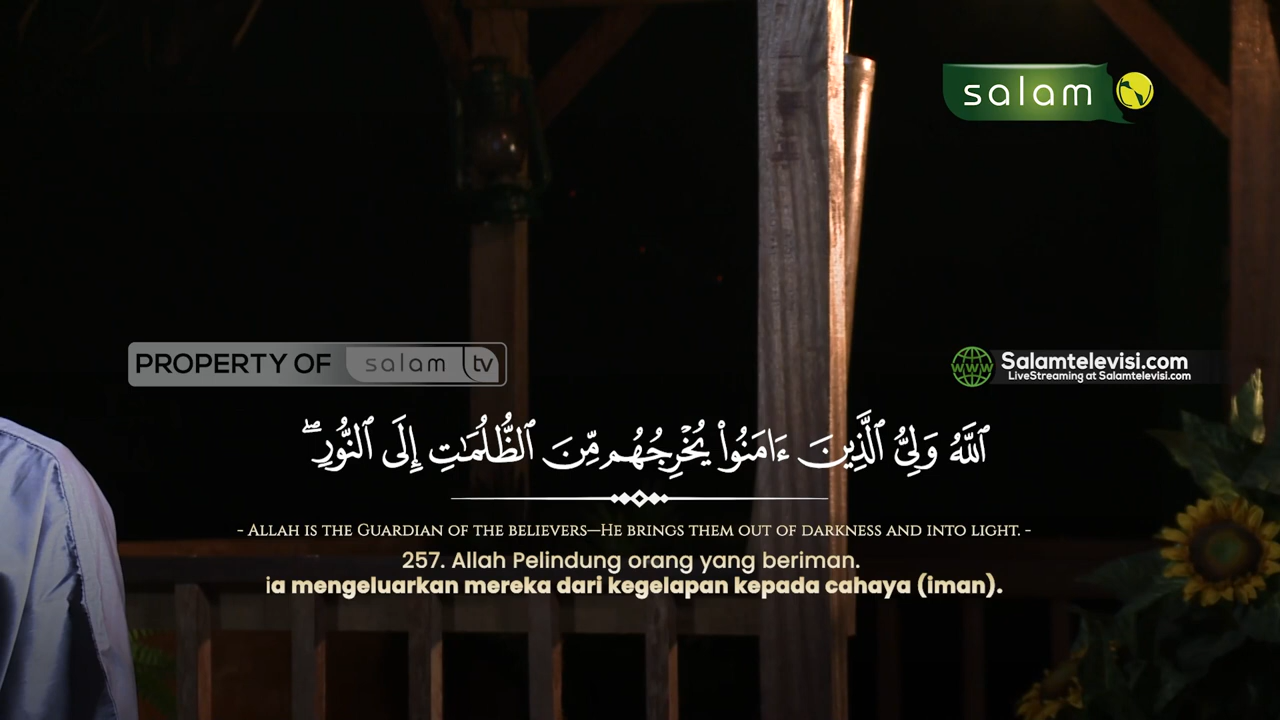 salam
PROPERTY OF salam tv
www Salamtelevisi.com
LiveStreaming at Salamtelevisi.com
ٱللَّهُ وَلِىُّ ٱلَّذِينَ ءَامَنُوا۟ يُخْرِجُهُم مِّنَ ٱلظُّلُمَـٰتِ إِلَى ٱلنُّورِ ۖ
- ALLAH IS THE GUARDIAN OF THE BELIEVERS—HE BRINGS THEM OUT OF DARKNESS AND INTO LIGHT. -
257. Allah Pelindung orang yang beriman.
ia mengeluarkan mereka dari kegelapan kepada cahaya (iman).